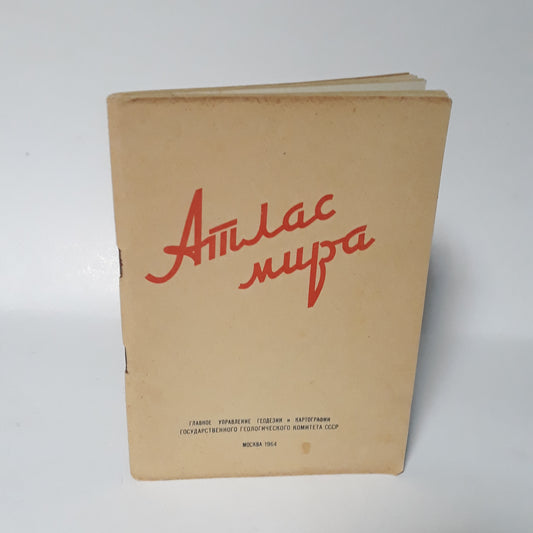 Атлас
мира
ГЛАВНОЕ УПРАВЛЕНИЕ ГЕОДЕЗИИ и КАРТОГРАФИИ
ГОСУДАРСТВЕННОГО ГЕОЛОГИЧЕСКОГО КОМИТЕТА СССР
МОСКВА 1964